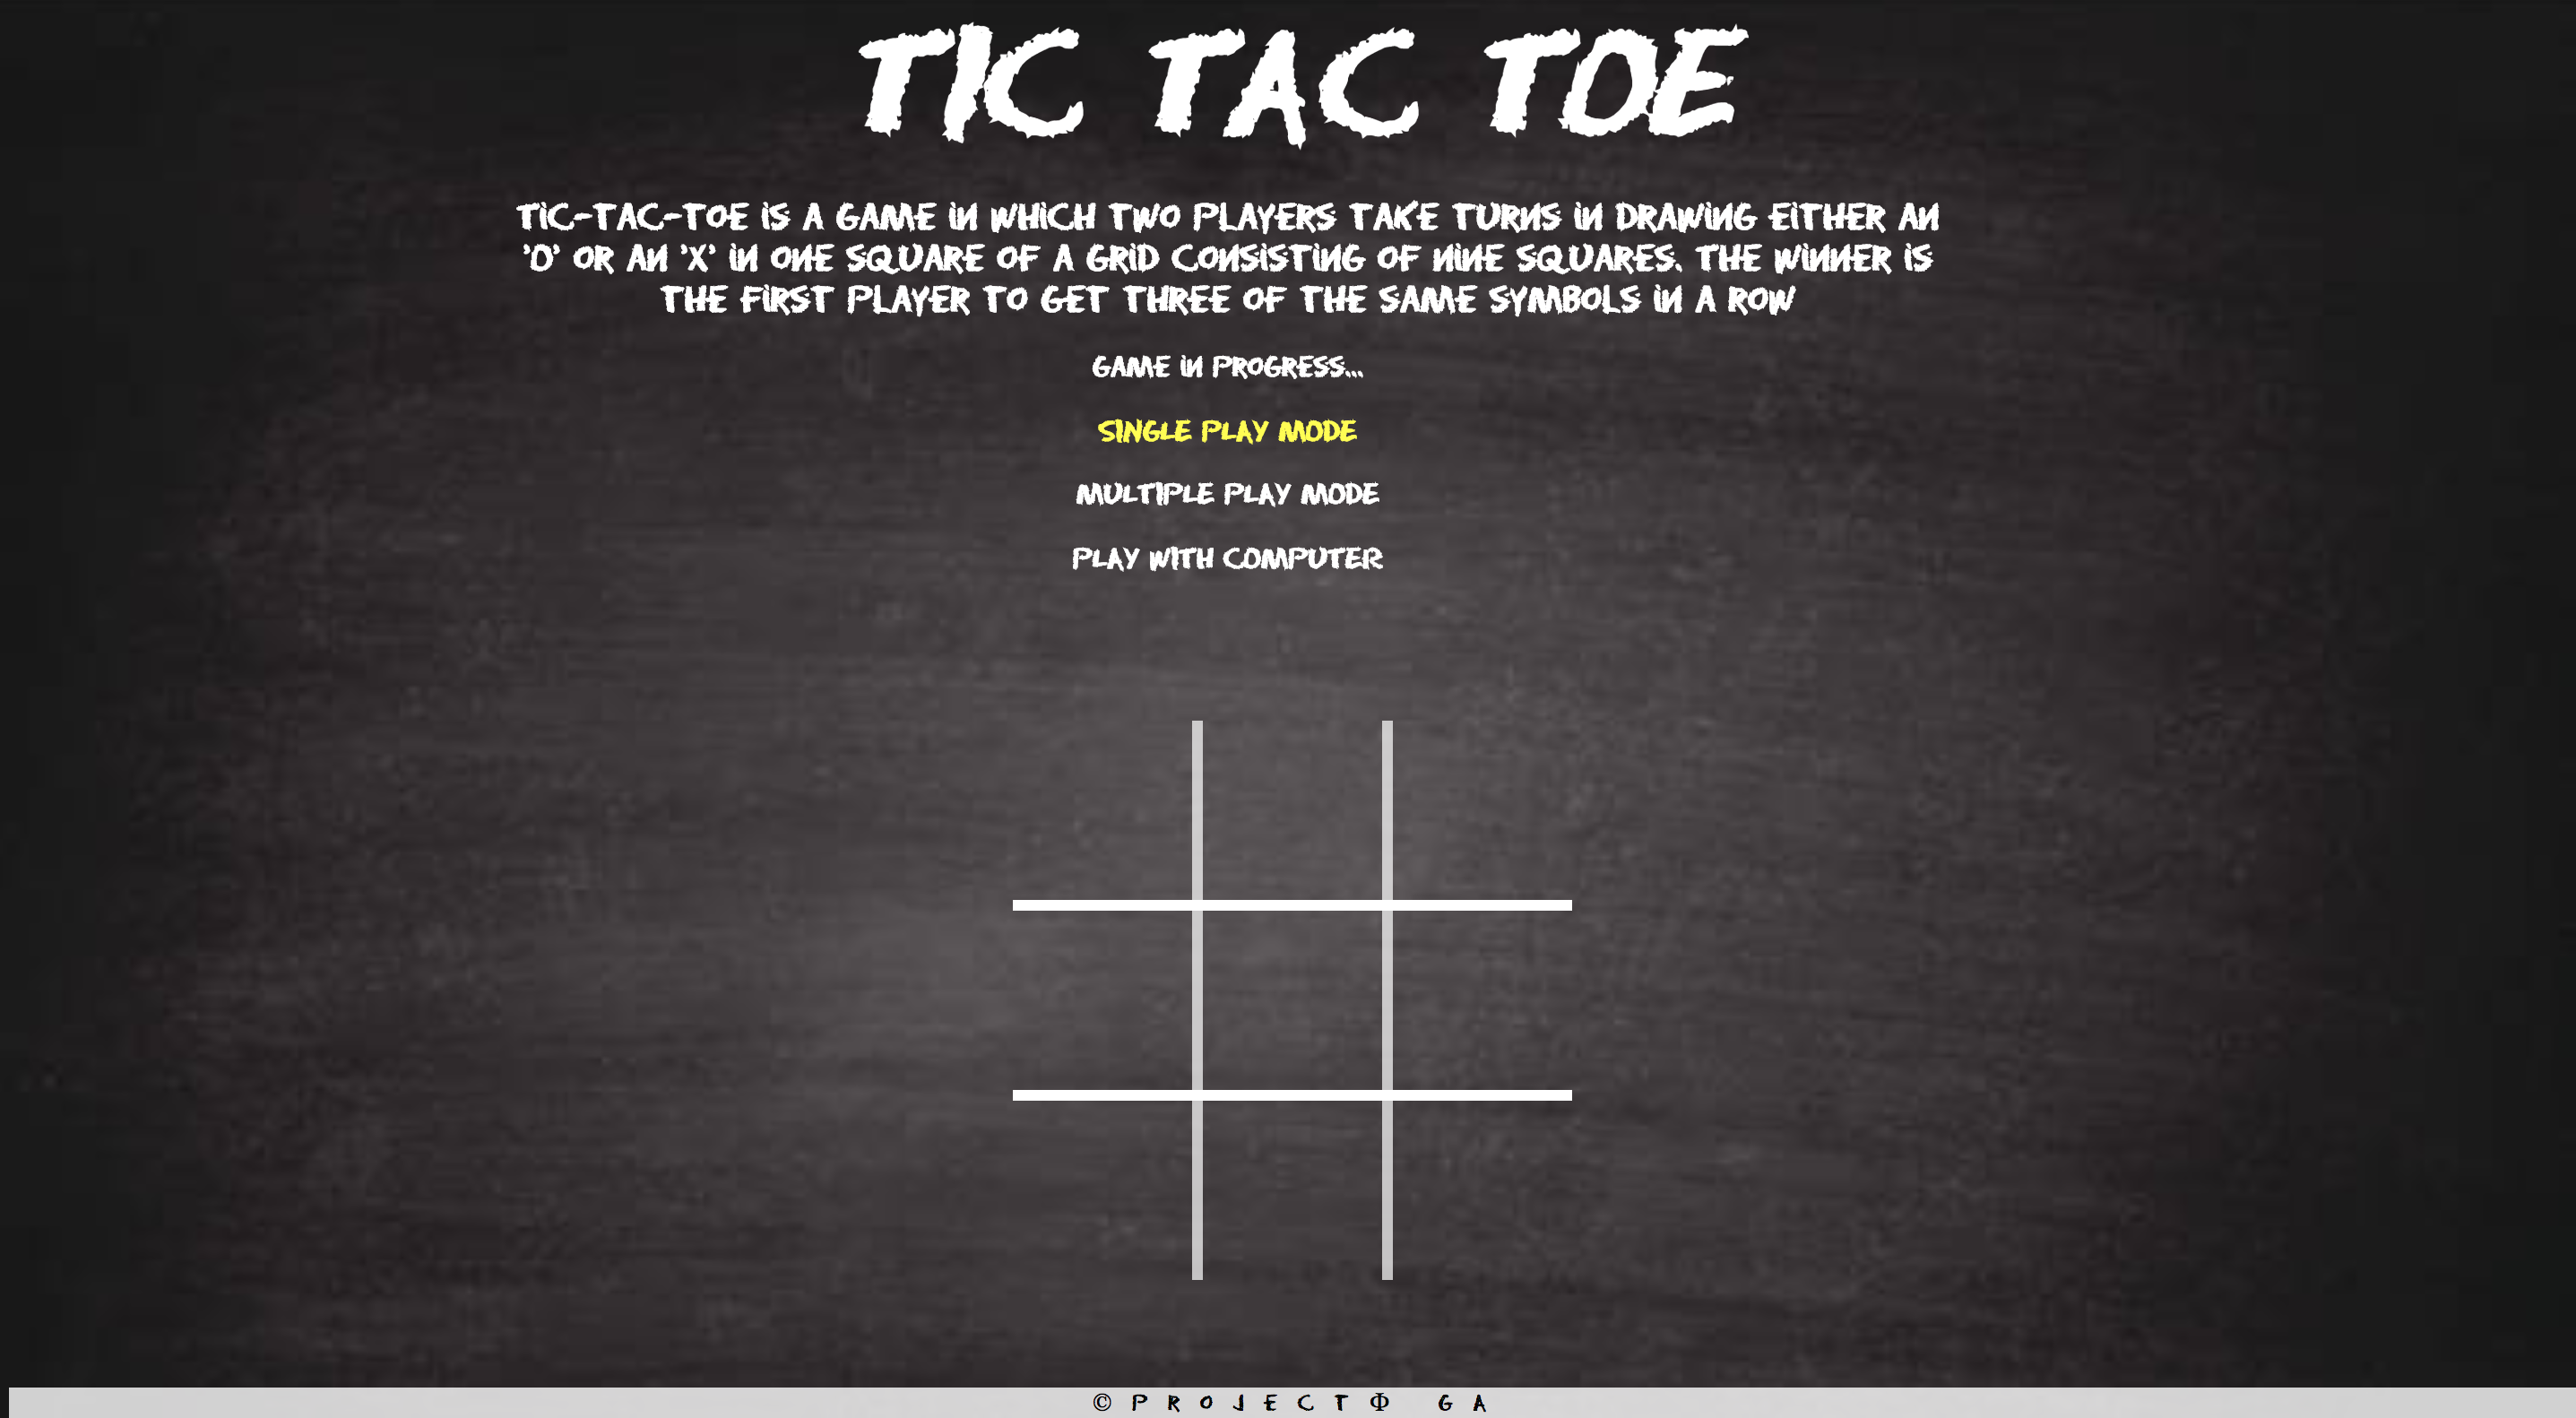 TIC TAC TOE
TiC-TAC-TOE iS A GAME iN WHiCH TWO PLAYERS TAKE TURNS iN DRAWiNG EiTHER AN
'O' OR AN 'X' iN ONE SQUARE OF A GRiD CONSiSTiNG OF NiNE SQUARES. THE WiNNER iS
THE FiRST PLAYER TO GET THREE OF THE SAME SYMBOLS iN A ROW
GAME iN PROGRESS...
SINGLE PLAY MODE
MULTIPLE PLAY MODE
PLAY WITH COMPUTER
© P R O J E C T Φ G A